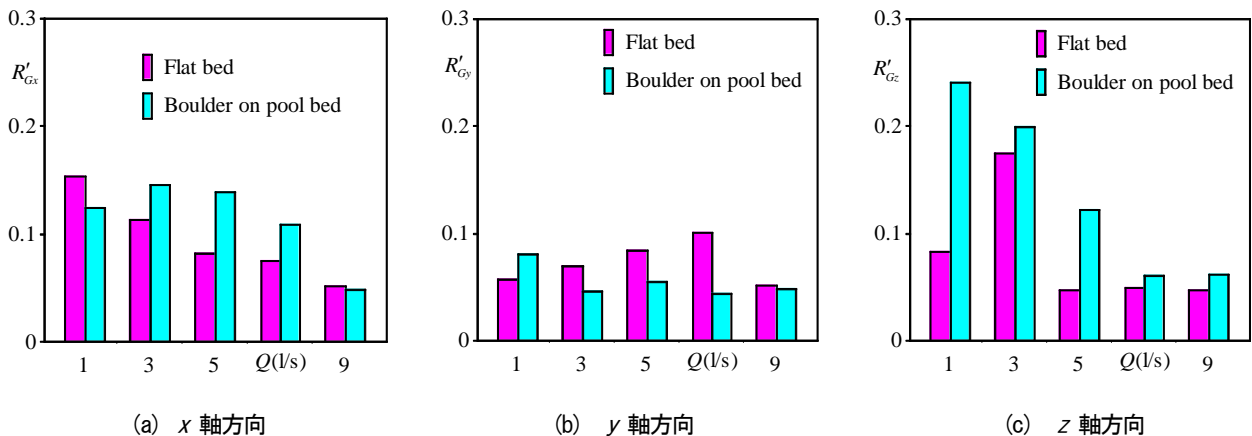 0.3
R′Gx
Flat bed
Boulder on pool bed
0.2
0.1
0
1 3 5 Q(l/s) 9
(a) x 軸方向
0.3
R′Gy
Flat bed
Boulder on pool bed
0.2
0.1
0
1 3 5 Q(l/s) 9
(b) y 軸方向
0.3
R′Gz
Flat bed
Boulder on pool bed
0.2
0.1
0
1 3 5 Q(l/s) 9
(c) z 軸方向